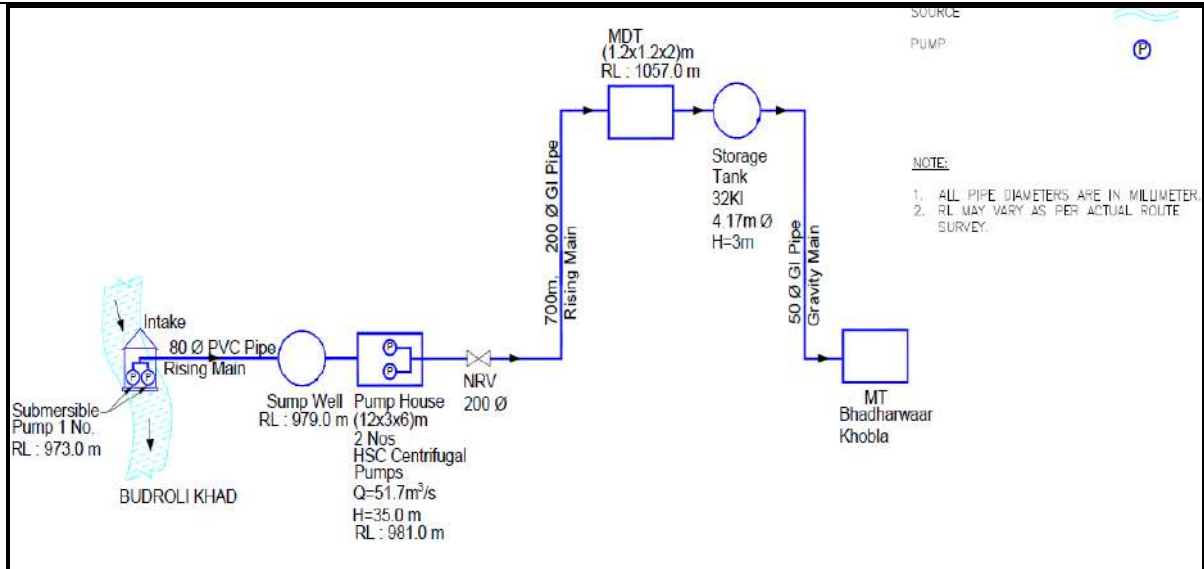 SOURCE
PUMP
P
NOTE:
1. ALL PIPE DIAMETERS ARE IN MILLIMETER.
2. RL MAY VARY AS PER ACTUAL ROUTE
SURVEY.
MDT
(1.2x1.2x2)m
RL : 1057.0 m
Storage
Tank
32Kl
4.17m Ø
H=3m
700m, 200 Ø GI Pipe
Rising Main
50 Ø GI Pipe
Gravity Main
Intake
80 Ø PVC Pipe
Rising Main
P P
Submersible
Pump 1 No.
RL : 973.0 m
BUDROLI KHAD
Sump Well
RL : 979.0 m
P
P
Pump House
(12x3x6)m
2 Nos
HSC Centrifugal
Pumps
Q=51.7m³/s
H=35.0 m
RL : 981.0 m
NRV
200 Ø
MT
Bhadharwaar
Khobla